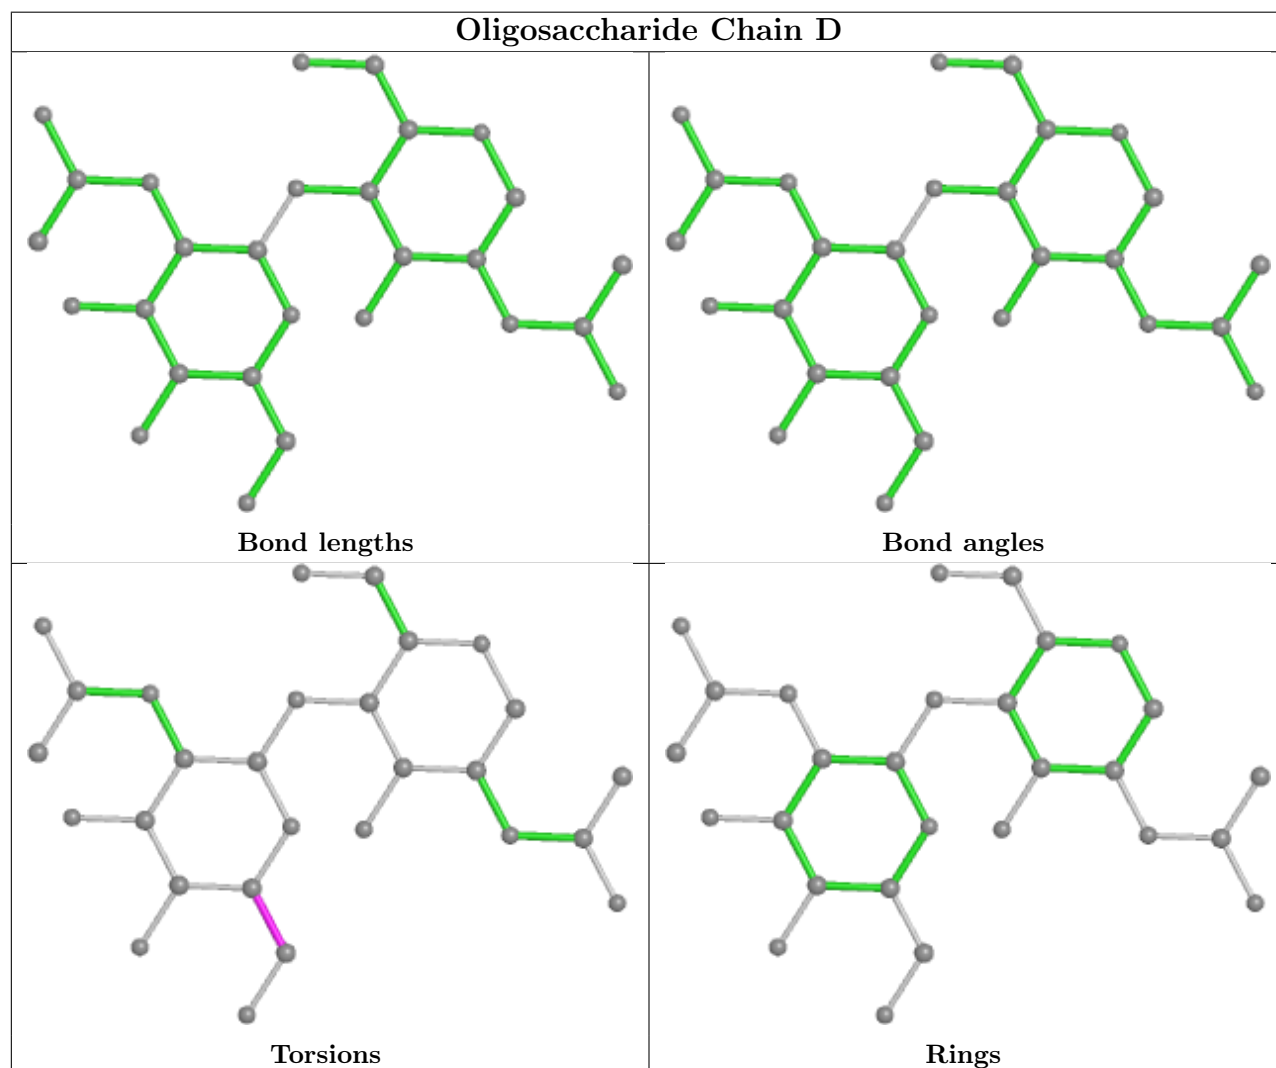 Oligosaccharide Chain D
Bond lengths
Bond angles
Torsions
Rings